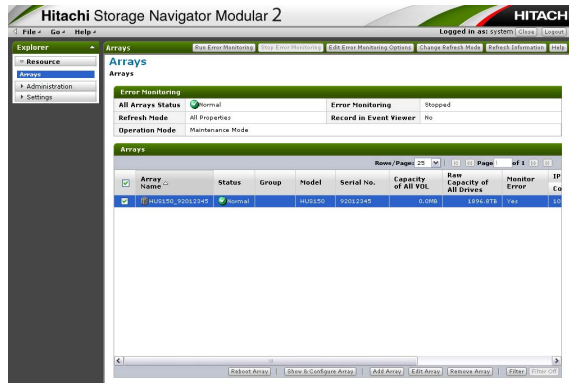 Hitachi Storage Navigator Modular 2
HITACH
File Go Help
Logged in as: system Close Logout
Explorer
Resource
Arrays
Administration
Settings
Arrays Run Error Monitoring Stop Error Monitoring Edit Error Monitoring Options Change Refresh Mode Refresh Information Help
Arrays
Arrays
Error Monitoring
All Arrays Status Normal Error Monitoring Stopped
Refresh Mode All Properties Record in Event Viewer No
Operation Mode Maintenance Mode
Arrays
Rows/Page: 25 Page 1 of 1
Array Name Status Group Model Serial No. Capacity of All VOL Raw Capacity of All Drives Monitor Error IP Co
HUS150_92012345 Normal HUS150 92012345 0.0MB 1896.8TB Yes 10
Reboot Array Show & Configure Array Add Array Edit Array Remove Array Filter Filter Off